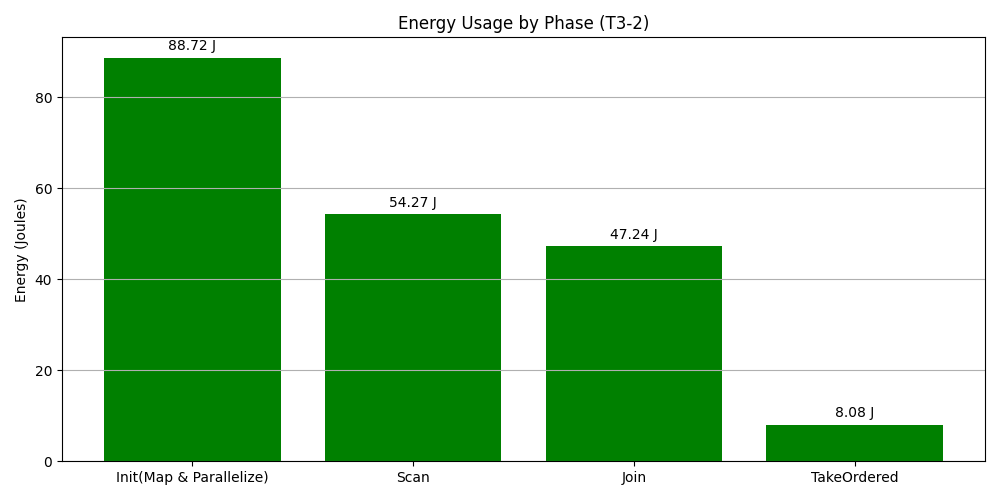 Energy Usage by Phase (T3-2)
Energy (Joules)
80
60
40
20
0
88.72 J
54.27 J
47.24 J
8.08 J
Init(Map & Parallelize)
Scan
Join
TakeOrdered